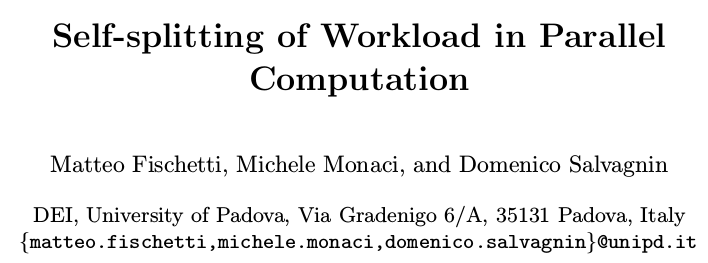 Self-splitting of Workload in Parallel
Computation
Matteo Fischetti, Michele Monaci, and Domenico Salvagnin
DEI, University of Padova, Via Gradenigo 6/A, 35131 Padova, Italy
{matteo.fischetti,michele.monaci,domenico.salvagnin}@unipd.it